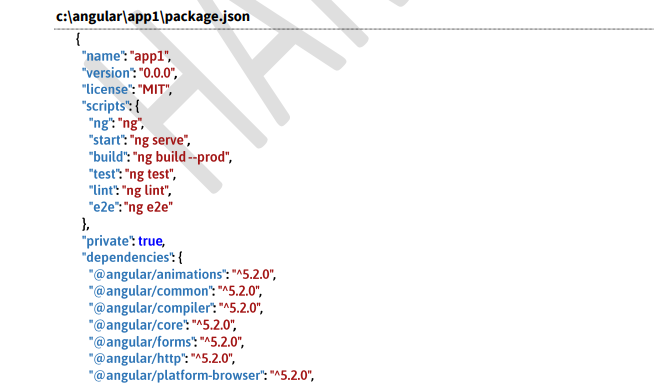 c:\angular\app1\package.json
{
"name": "app1",
"version": "0.0.0",
"license": "MIT",
"scripts": {
"ng": "ng",
"start": "ng serve",
"build": "ng build --prod",
"test": "ng test",
"lint": "ng lint",
"e2e": "ng e2e"
},
"private": true,
"dependencies": {
"@angular/animations": "^5.2.0",
"@angular/common": "^5.2.0",
"@angular/compiler": "^5.2.0",
"@angular/core": "^5.2.0",
"@angular/forms": "^5.2.0",
"@angular/http": "^5.2.0",
"@angular/platform-browser": "^5.2.0",